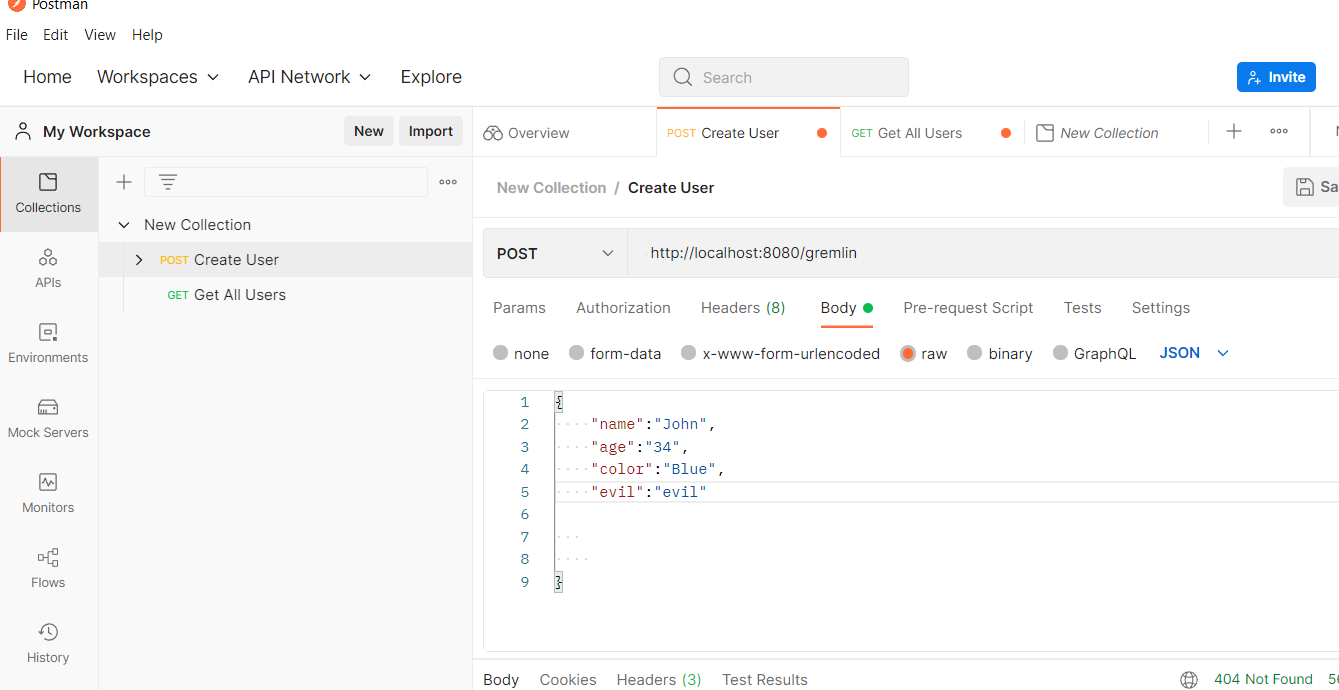 Postman
File Edit View Help
Home Workspaces API Network Explore Search Invite
My Workspace New Import
Overview POST Create User GET Get All Users New Collection
Collections
New Collection / Create User
New Collection
POST Create User
GET Get All Users
POST http://localhost:8080/gremlin
APIs
Params Authorization Headers (8) Body Pre-request Script Tests Settings
Environments
none form-data x-www-form-urlencoded raw binary GraphQL JSON
1 {
2 "name":"John",
3 "age":"34",
4 "color":"Blue",
5 "evil":"evil"
6
7
8
9 }
Mock Servers
Monitors
Flows
History
Body Cookies Headers (3) Test Results 404 Not Found